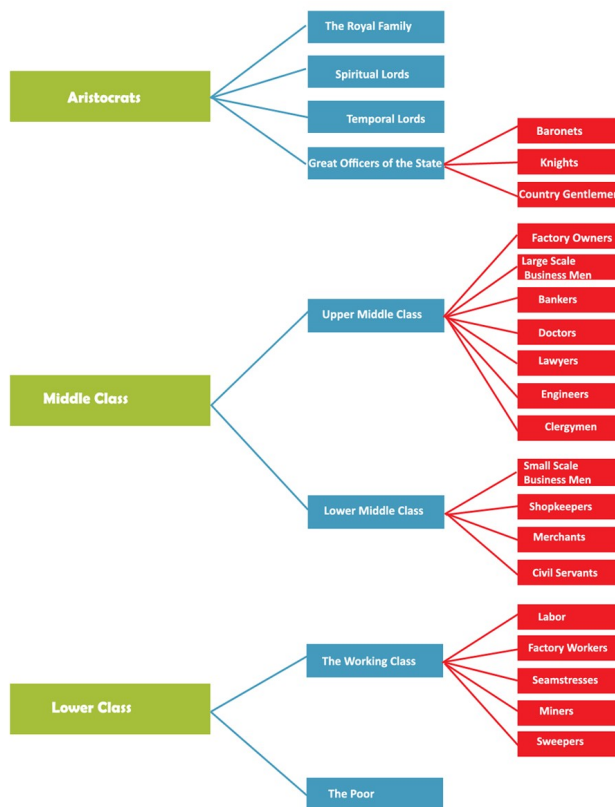 The Royal Family
Spiritual Lords
Aristocrats
Temporal Lords
Great Officers of the State
Baronets
Knights
Country Gentlemen
Middle Class
Upper Middle Class
Factory Owners
Large Scale
Business Men
Bankers
Doctors
Lawyers
Engineers
Clergymen
Lower Middle Class
Small Scale
Business Men
Shopkeepers
Merchants
Civil Servants
Lower Class
The Working Class
Labor
Factory Workers
Seamstresses
Miners
Sweepers
The Poor